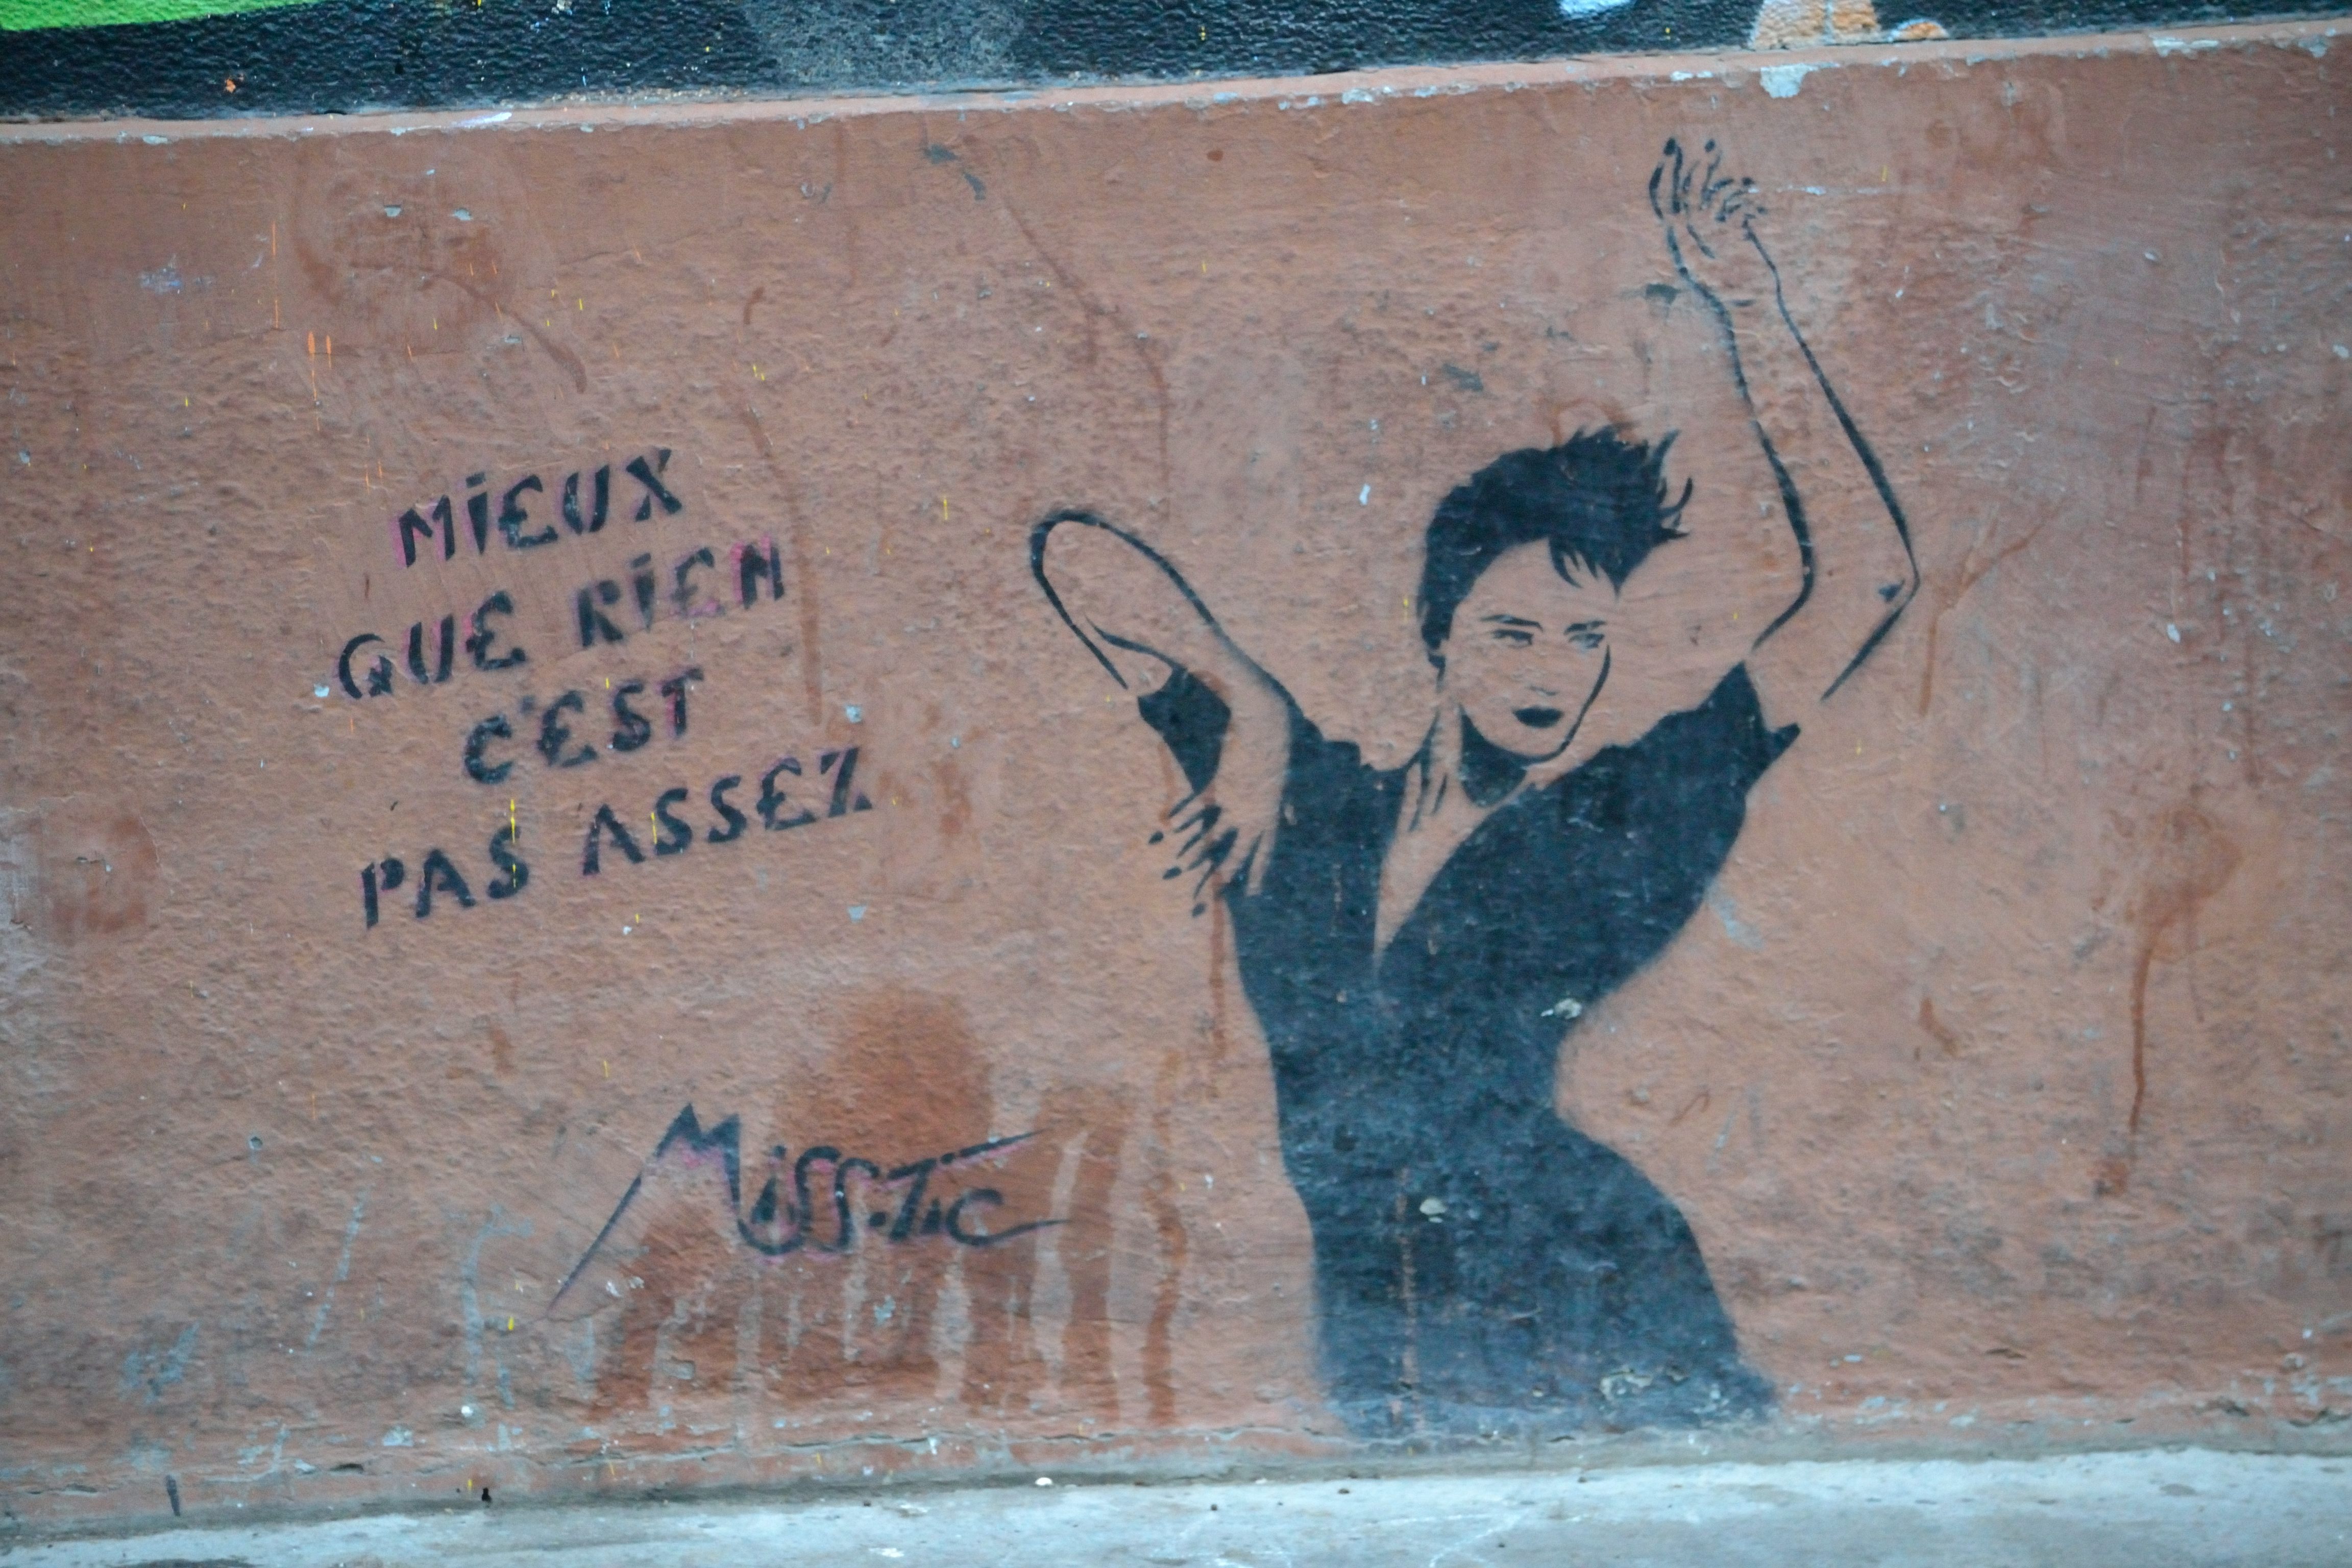 MiEUX
QUE RiEN
C'EST
PAS ASSEZ
MiSS.TiC